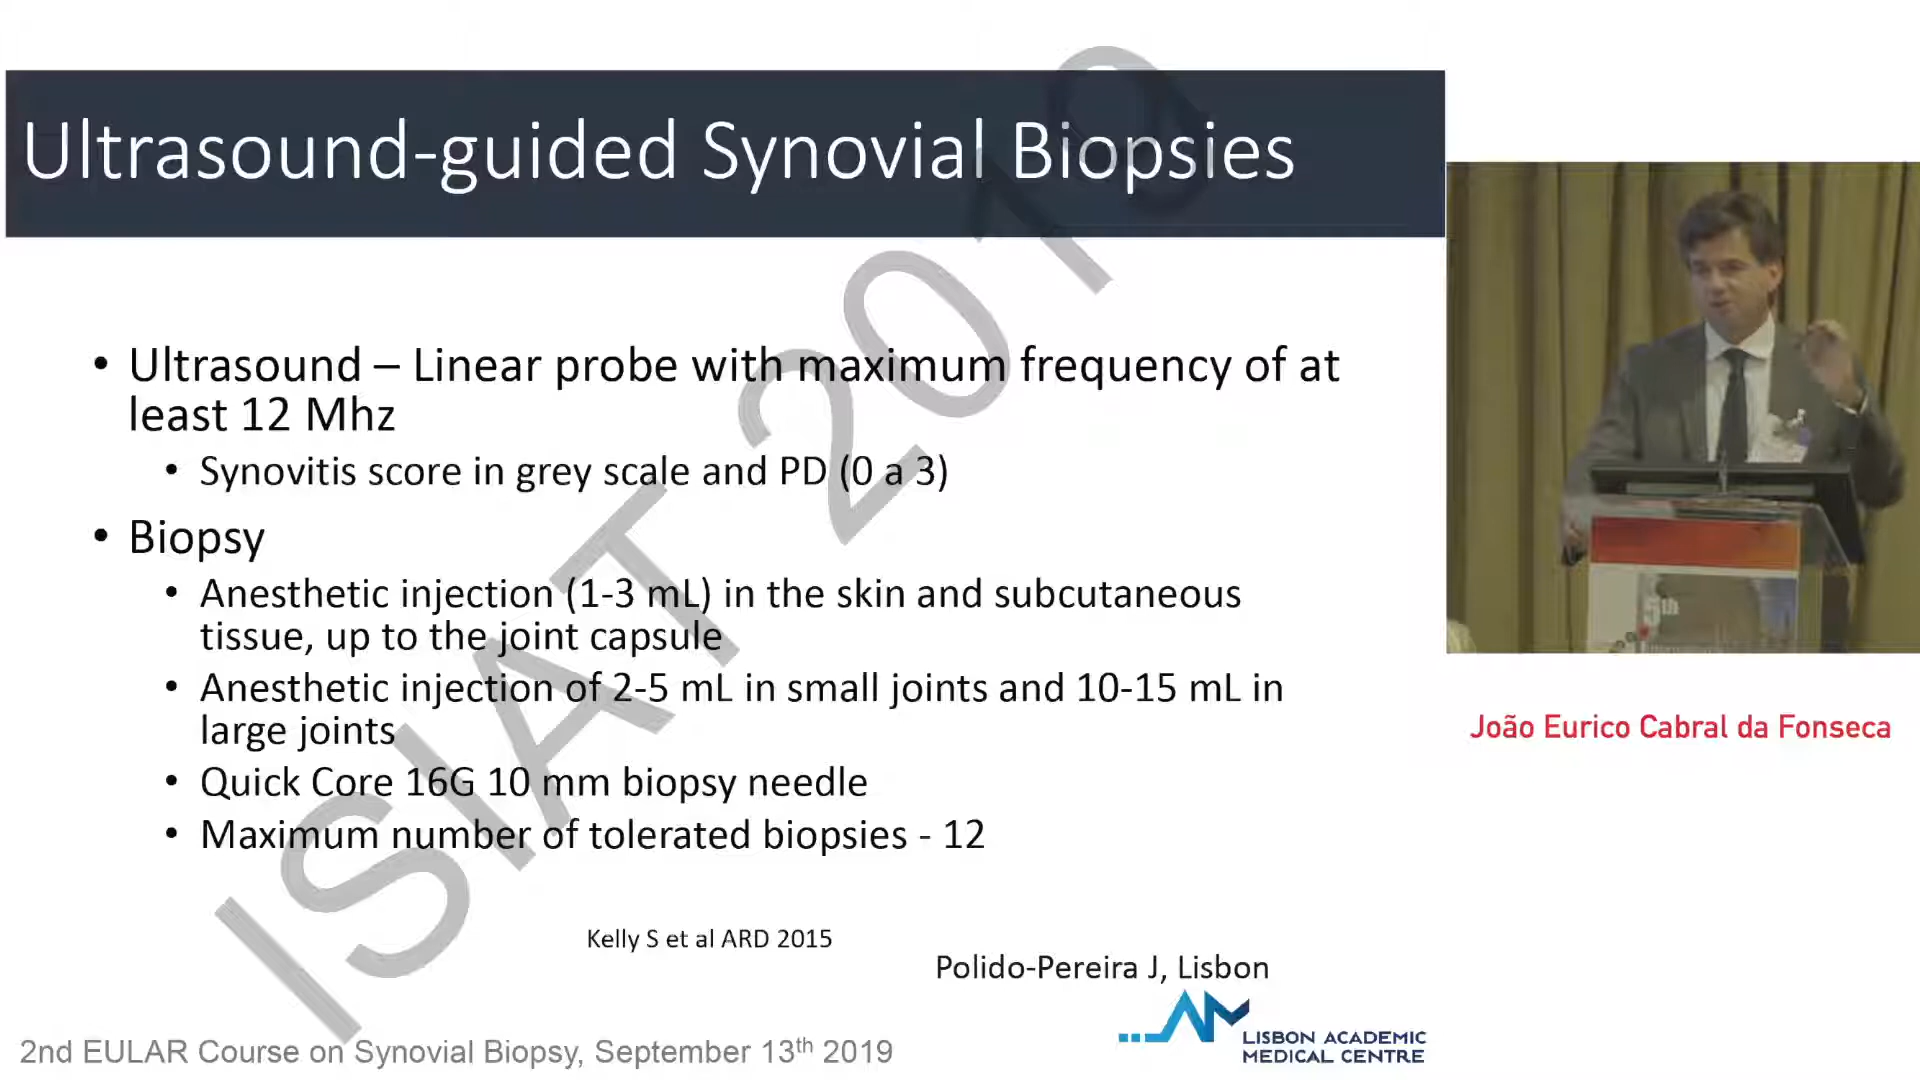 Ultrasound-guided Synovial Biopsies
• Ultrasound – Linear probe with maximum frequency of at
least 12 Mhz
• Synovitis score in grey scale and PD (0 a 3)
• Biopsy
• Anesthetic injection (1-3 mL) in the skin and subcutaneous
tissue, up to the joint capsule
• Anesthetic injection of 2-5 mL in small joints and 10-15 mL in
large joints
• Quick Core 16G 10 mm biopsy needle
• Maximum number of tolerated biopsies - 12
Kelly S et al ARD 2015
Polido-Pereira J, Lisbon
LISBON ACADEMIC
MEDICAL CENTRE
2nd EULAR Course on Synovial Biopsy, September 13th 2019
ISIAT 2019
5th
João Eurico Cabral da Fonseca